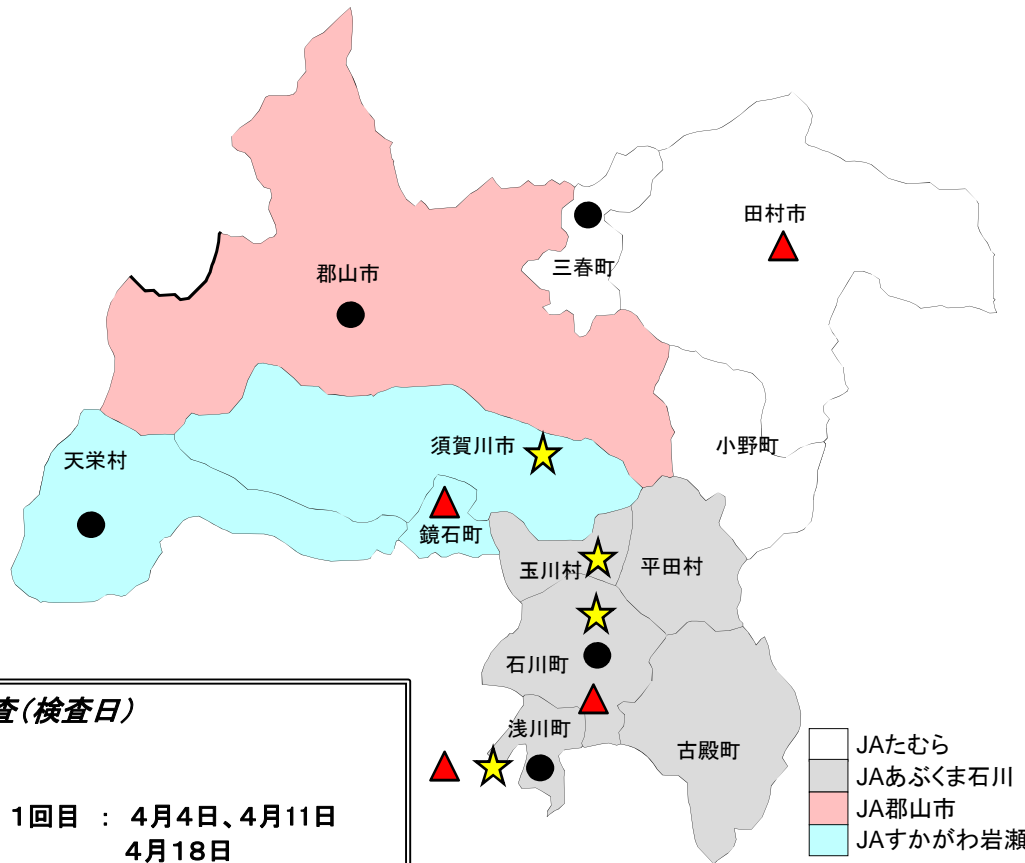 田村市
三春町
郡山市
小野町
須賀川市
天栄村
鏡石町
玉川村
平田村
石川町
浅川町
古殿町
査(検査日)
1回目 : 4月4日、4月11日
4月18日
JAたむら
JAあぶくま石川
JA郡山市
JAすかがわ岩瀬